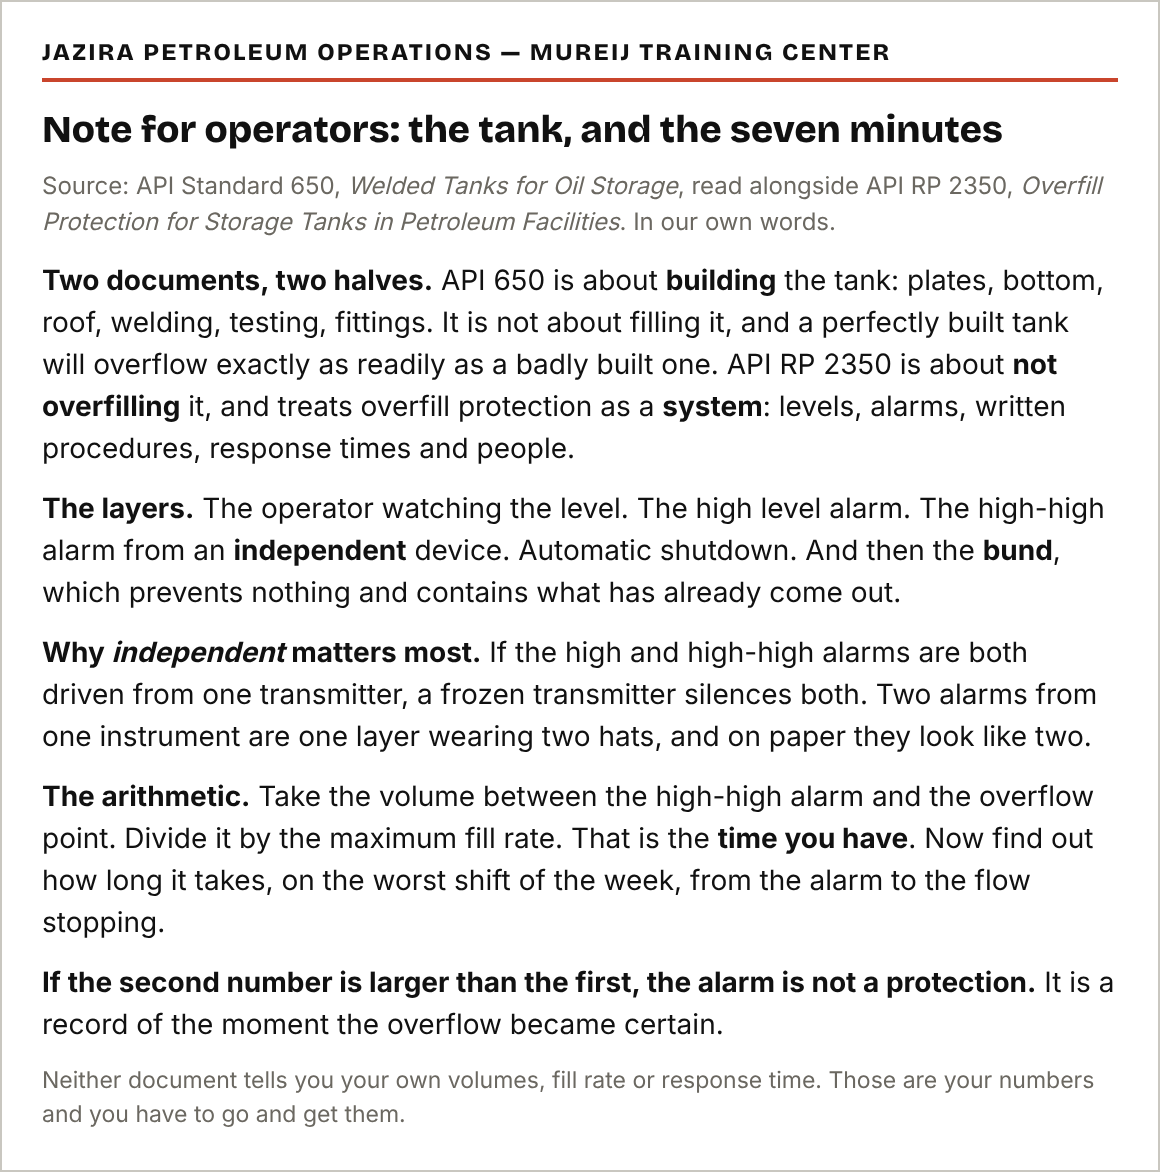 JAZIRA PETROLEUM OPERATIONS — MUREIJ TRAINING CENTER
Note for operators: the tank, and the seven minutes
Source: API Standard 650, Welded Tanks for Oil Storage, read alongside API RP 2350, Overfill
Protection for Storage Tanks in Petroleum Facilities. In our own words.
Two documents, two halves. API 650 is about building the tank: plates, bottom,
roof, welding, testing, fittings. It is not about filling it, and a perfectly built tank
will overflow exactly as readily as a badly built one. API RP 2350 is about not
overfilling it, and treats overfill protection as a system: levels, alarms, written
procedures, response times and people.
The layers. The operator watching the level. The high level alarm. The high-high
alarm from an independent device. Automatic shutdown. And then the bund,
which prevents nothing and contains what has already come out.
Why independent matters most. If the high and high-high alarms are both
driven from one transmitter, a frozen transmitter silences both. Two alarms from
one instrument are one layer wearing two hats, and on paper they look like two.
The arithmetic. Take the volume between the high-high alarm and the overflow
point. Divide it by the maximum fill rate. That is the time you have. Now find out
how long it takes, on the worst shift of the week, from the alarm to the flow
stopping.
If the second number is larger than the first, the alarm is not a protection. It is a
record of the moment the overflow became certain.
Neither document tells you your own volumes, fill rate or response time. Those are your numbers
and you have to go and get them.